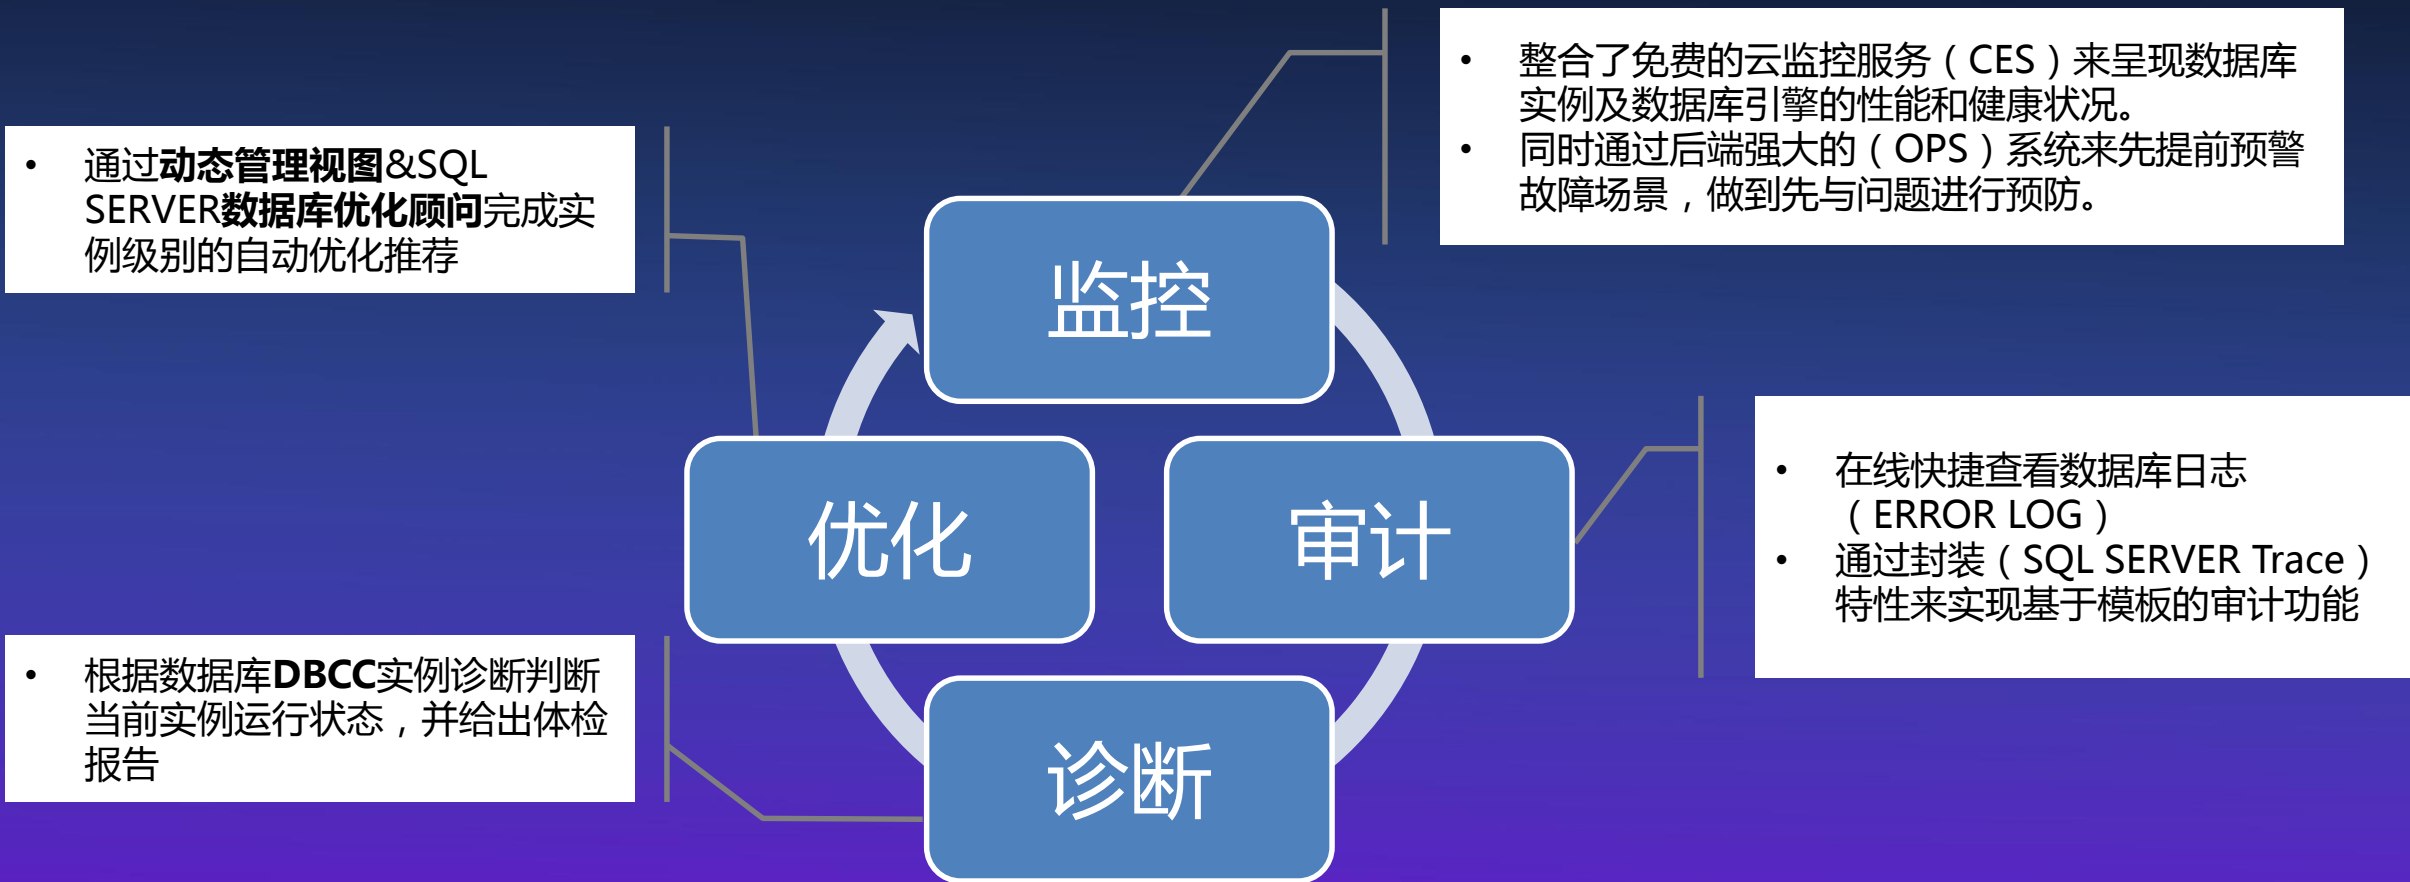 • 整合了免费的云监控服务（CES）来呈现数据库
实例及数据库引擎的性能和健康状况。
• 同时通过后端强大的（OPS）系统来先提前预警
故障场景，做到先与问题进行预防。
• 通过动态管理视图&SQL
SERVER数据库优化顾问完成实
例级别的自动优化推荐
监控
优化
审计
• 在线快捷查看数据库日志
（ERROR LOG）
• 通过封装（SQL SERVER Trace）
特性来实现基于模板的审计功能
• 根据数据库DBCC实例诊断判断
当前实例运行状态，并给出体检
报告
诊断